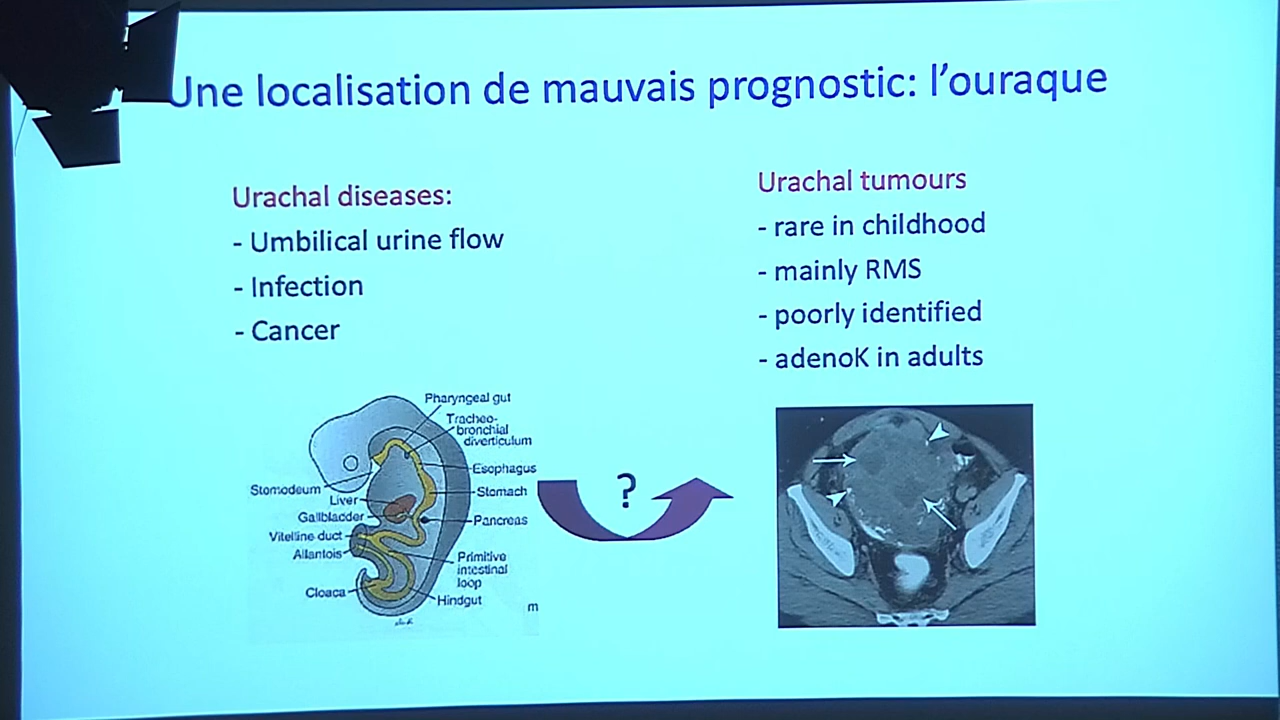 Une localisation de mauvais prognostic: l'ouraque
Urachal diseases:
- Umbilical urine flow
- Infection
- Cancer
Urachal tumours
- rare in childhood
- mainly RMS
- poorly identified
- adenoK in adults
Pharyngeal gut
Tracheo-
bronchial
diverticulum
Esophagus
Stomach
Pancreas
Primitive
intestinal
loop
Hindgut
Stomodeum
Liver
Gallbladder
Vitelline duct
Allantois
Cloaca
m
?